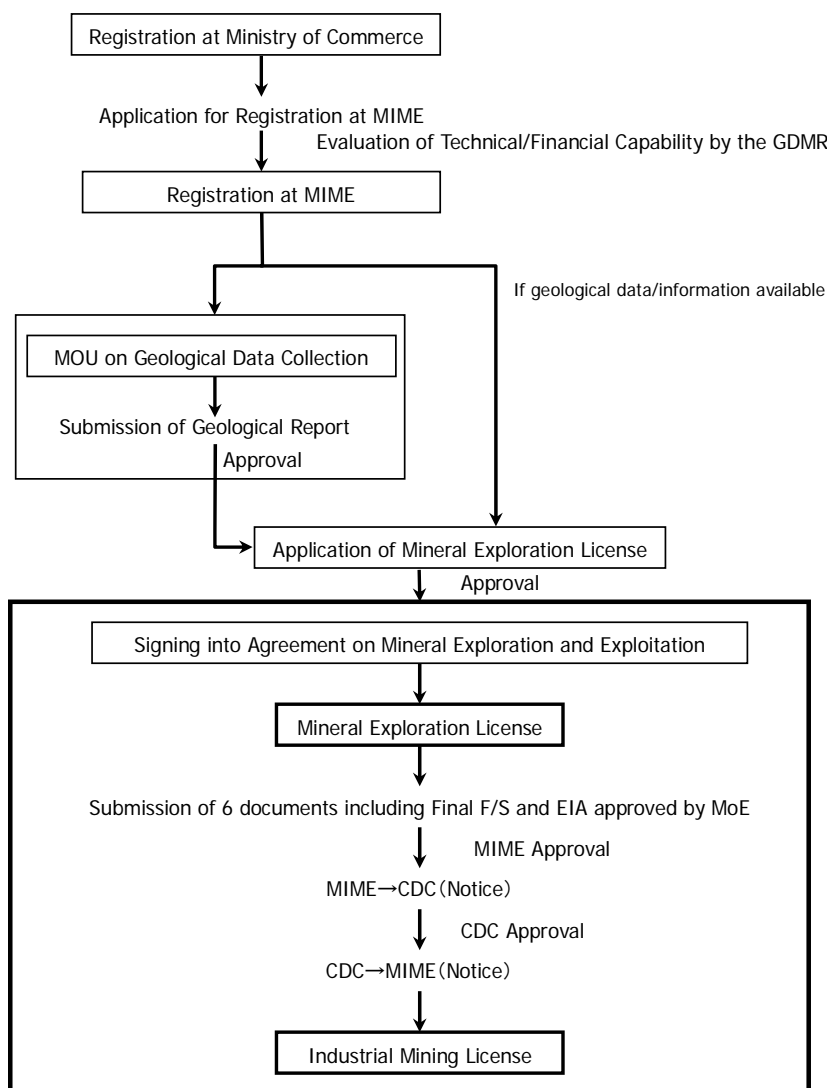 Registration at Ministry of Commerce
Application for Registration at MIME
Evaluation of Technical/Financial Capability by the GDMR
Registration at MIME
If geological data/information available
MOU on Geological Data Collection
Submission of Geological Report
Approval
Application of Mineral Exploration License
Approval
Signing into Agreement on Mineral Exploration and Exploitation
Mineral Exploration License
Submission of 6 documents including Final F/S and EIA approved by MoE
MIME Approval
MIME→CDC(Notice)
CDC Approval
CDC→MIME(Notice)
Industrial Mining License